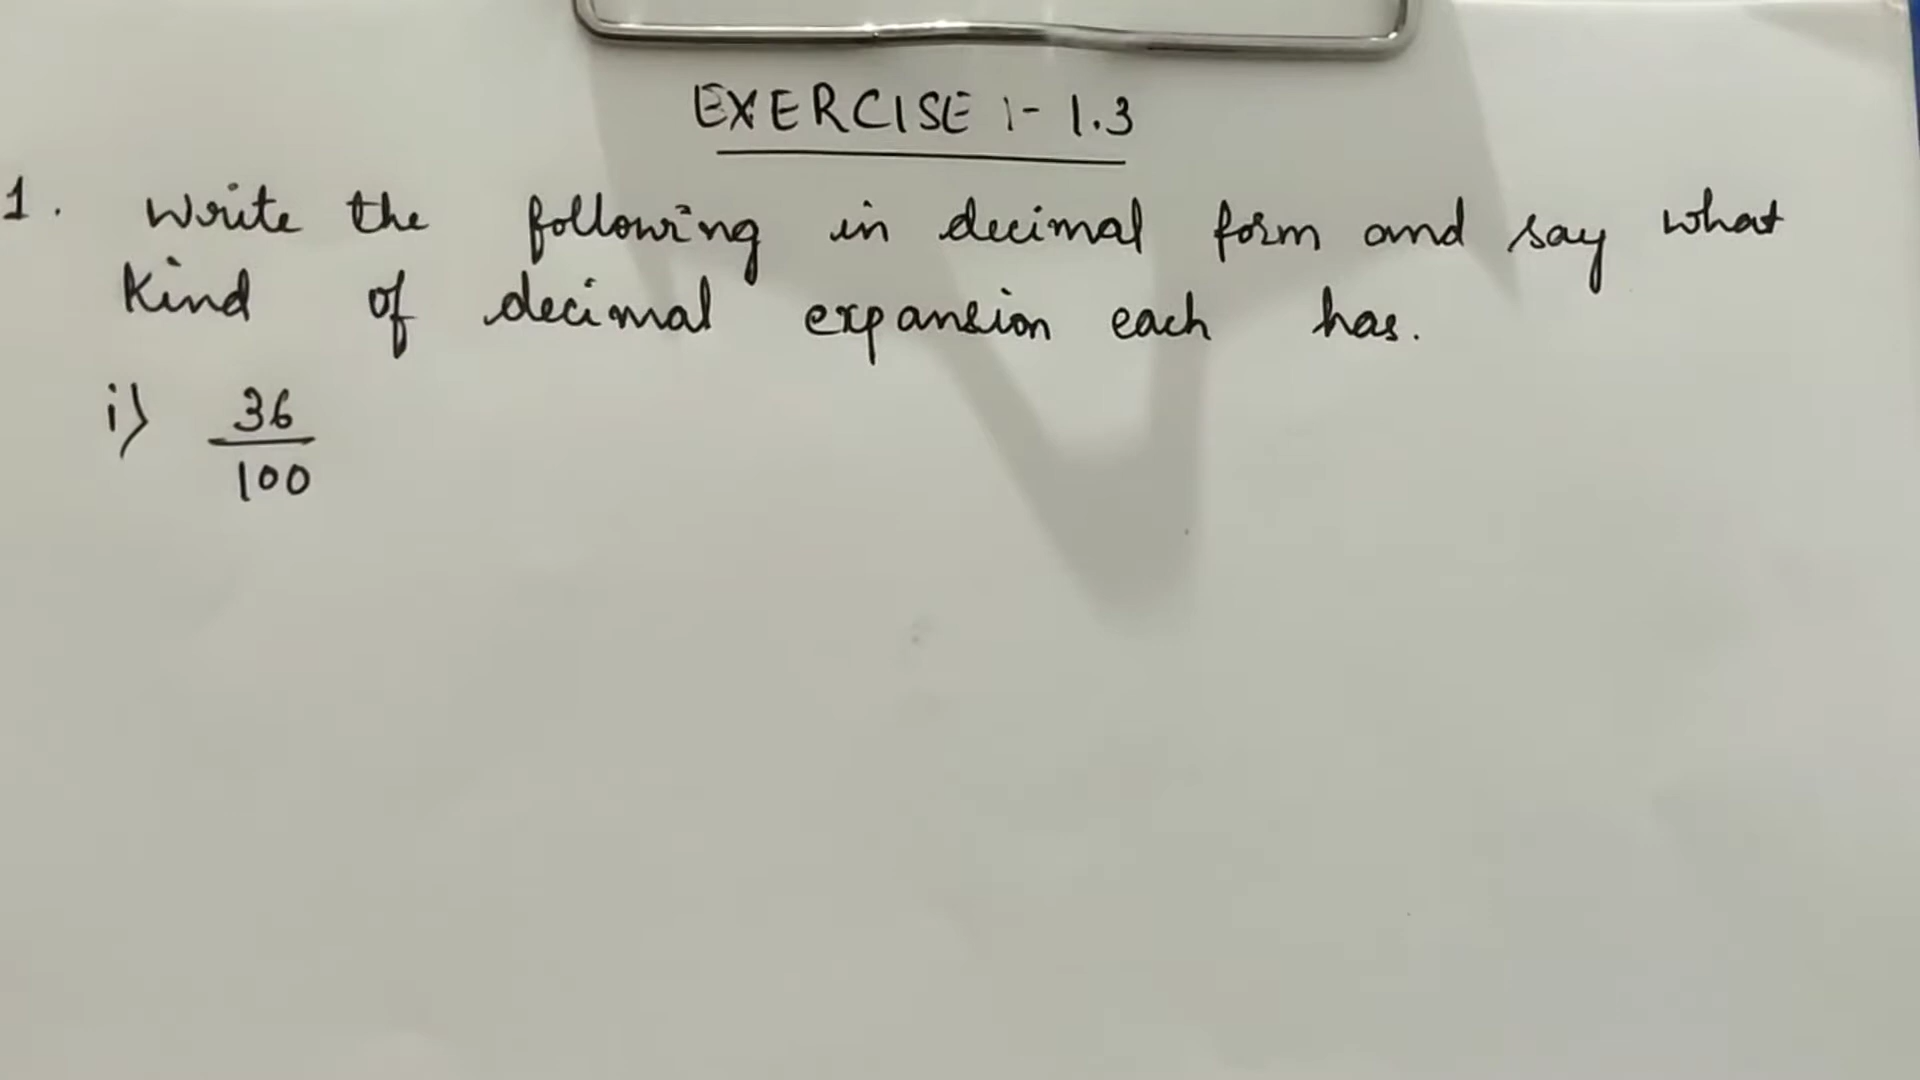 EXERCISE :- 1.3
1. Write the following in decimal form and say what
kind of decimal expansion each has.
i) 36
100